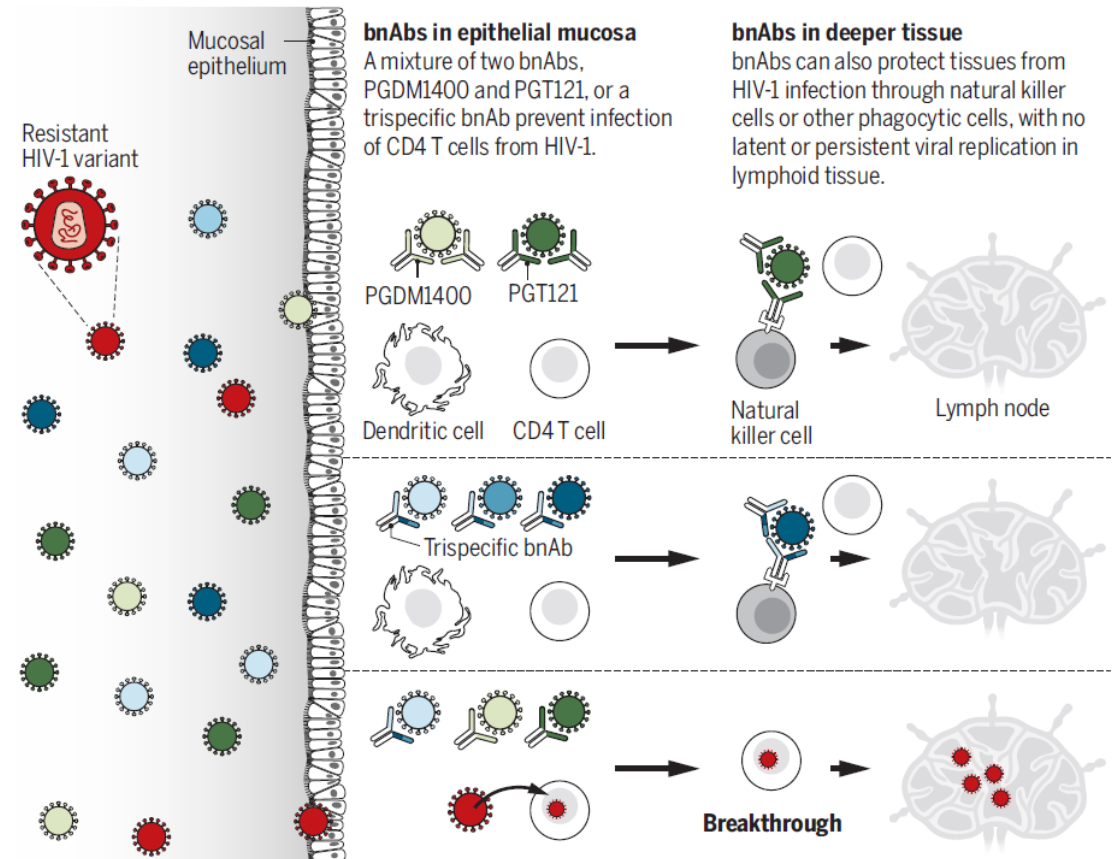 Mucosal
epithelium
Resistant
HIV-1 variant
bnAbs in epithelial mucosa
A mixture of two bnAbs,
PGDM1400 and PGT121, or a
trispecific bnAb prevent infection
of CD4 T cells from HIV-1.
bnAbs in deeper tissue
bnAbs can also protect tissues from
HIV-1 infection through natural killer
cells or other phagocytic cells, with no
latent or persistent viral replication in
lymphoid tissue.
PGDM1400
PGT121
Dendritic cell
CD4 T cell
Natural
killer cell
Lymph node
Trispecific bnAb
Breakthrough